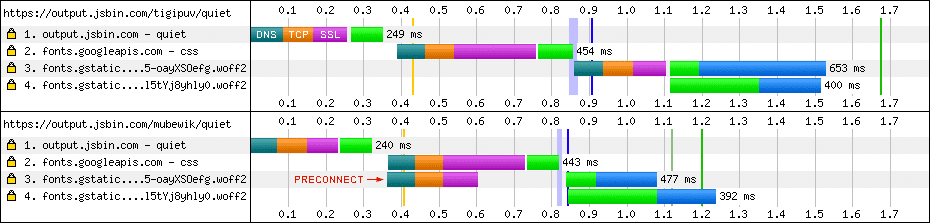 https://output.jsbin.com/tigipuv/quiet 0.1 0.2 0.3 0.4 0.5 0.6 0.7 0.8 0.9 1.0 1.1 1.2 1.3 1.4 1.5 1.6 1.7
1. output.jsbin.com - quiet DNS TCP SSL 249 ms
2. fonts.googleapis.com - css 454 ms
3. fonts.gstatic....5-oayXSOefg.woff2 653 ms
4. fonts.gstatic....l5tYj8yhly0.woff2 400 ms
0.1 0.2 0.3 0.4 0.5 0.6 0.7 0.8 0.9 1.0 1.1 1.2 1.3 1.4 1.5 1.6 1.7
https://output.jsbin.com/mubewik/quiet 0.1 0.2 0.3 0.4 0.5 0.6 0.7 0.8 0.9 1.0 1.1 1.2 1.3 1.4 1.5 1.6 1.7
1. output.jsbin.com - quiet 240 ms
2. fonts.googleapis.com - css 443 ms
3. fonts.gstatic....5-oayXSOefg.woff2 PRECONNECT 477 ms
4. fonts.gstatic....l5tYj8yhly0.woff2 392 ms
0.1 0.2 0.3 0.4 0.5 0.6 0.7 0.8 0.9 1.0 1.1 1.2 1.3 1.4 1.5 1.6 1.7